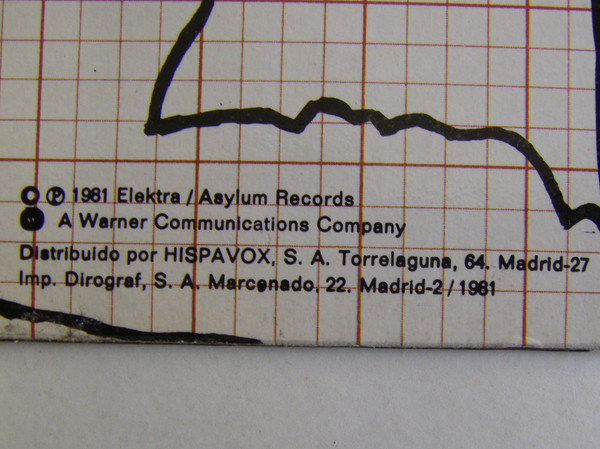 © ℗ 1981 Elektra / Asylum Records
A Warner Communications Company
Distribuido por HISPAVOX, S. A. Torrelaguna, 64. Madrid-27
Imp. Dirograf, S. A. Marcenado, 22. Madrid-2 / 1981